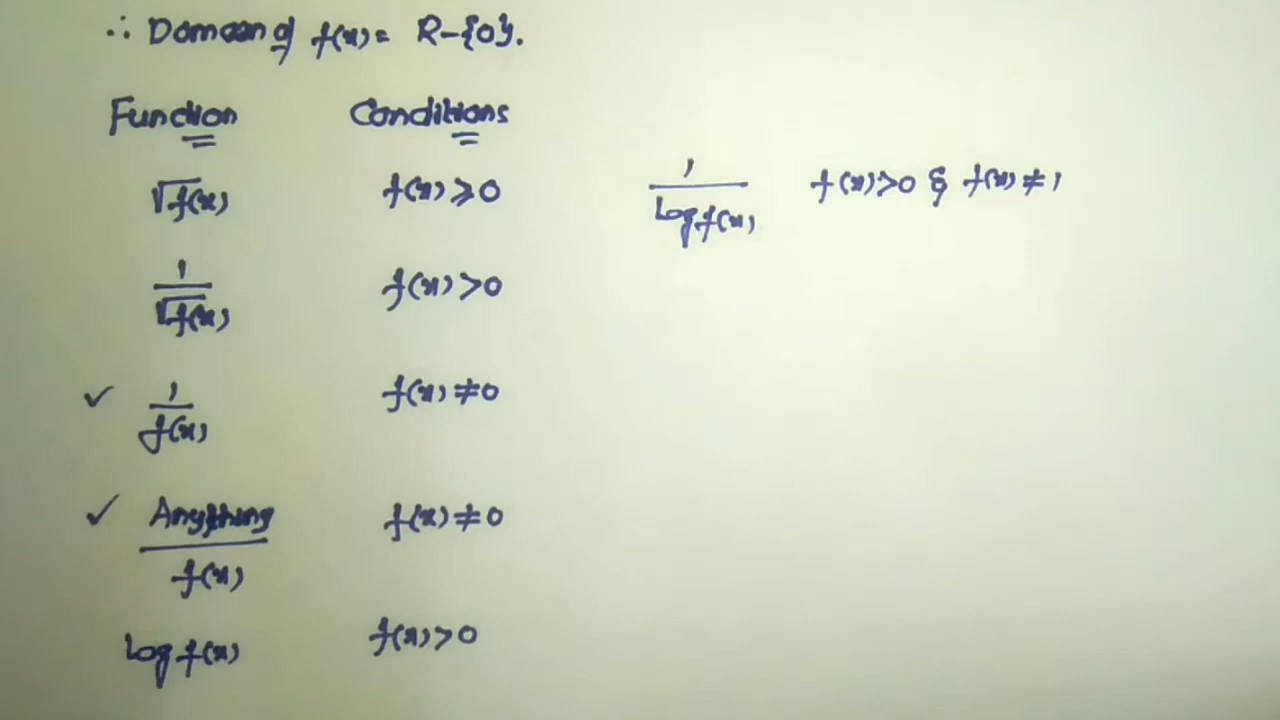 ∴ Domain of f(x) = R-{0}.
Function Conditions
√f(x) f(x) ⩾ 0
1/√f(x) f(x) > 0
✓ 1/f(x) f(x) ≠ 0
✓ Anything/f(x) f(x) ≠ 0
log f(x) f(x) > 0
1/log f(x) f(x) > 0 & f(x) ≠ 1